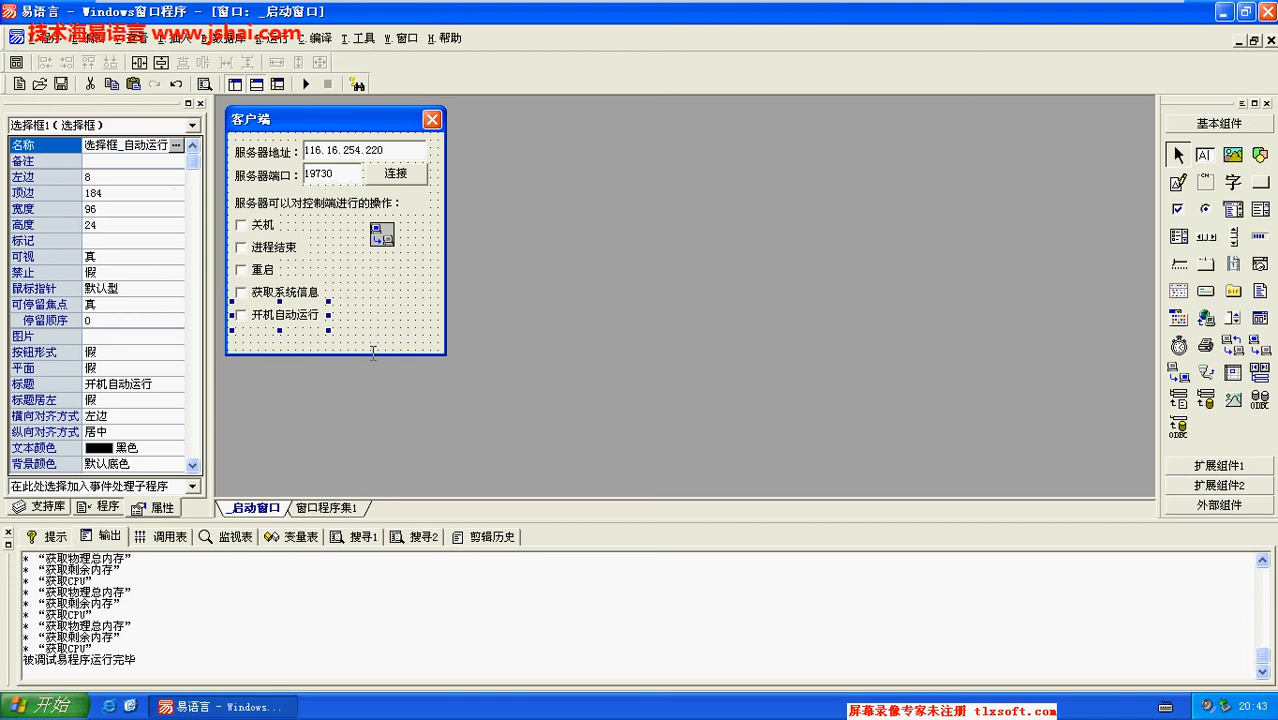 易语言 - Windows窗口程序 - [窗口: _启动窗口]
技术海易语言 www.jshai.com
C.编译 T.工具 W.窗口 H.帮助
选择框1(选择框)
名称 选择框_自动运行 ...
备注
左边 8
顶边 184
宽度 96
高度 24
标记
可视 真
禁止 假
鼠标指针 默认型
可停留焦点 真
停留顺序 0
图片
按钮形式 假
平面 假
标题 开机自动运行
标题居左 假
横向对齐方式 左边
纵向对齐方式 居中
文本颜色 黑色
背景颜色 默认底色
在此处选择加入事件处理子程序
支持库 程序 属性
客户端
服务器地址: 116.16.254.220
服务器端口: 19730 连接
服务器可以对控制端进行的操作:
关机
进程结束
重启
获取系统信息
开机自动运行
_启动窗口 窗口程序集1
基本组件
扩展组件1
扩展组件2
外部组件
提示 输出 调用表 监视表 变量表 搜寻1 搜寻2 剪辑历史
* “获取物理总内存”
* “获取剩余内存”
* “获取CPU”
* “获取物理总内存”
* “获取剩余内存”
* “获取CPU”
* “获取物理总内存”
* “获取剩余内存”
* “获取CPU”
被调试易程序运行完毕
开始 易语言 - Windows... 20:43
屏幕录像专家未注册 tlxsoft.com